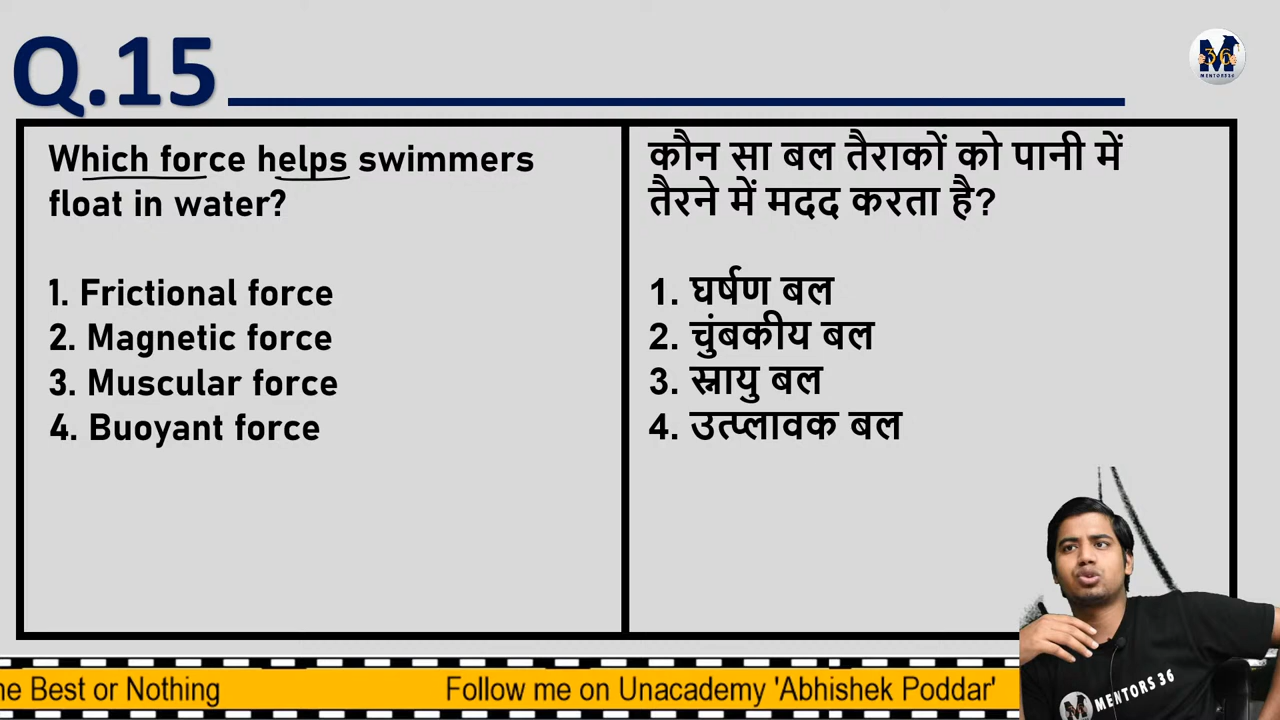 Q.15
M
36
MENTORS36
Which force helps swimmers
float in water?
1. Frictional force
2. Magnetic force
3. Muscular force
4. Buoyant force
कौन सा बल तैराकों को पानी में
तैरने में मदद करता है?
1. घर्षण बल
2. चुंबकीय बल
3. स्नायु बल
4. उत्प्लावक बल
MENTORS 36
he Best or Nothing
Follow me on Unacademy 'Abhishek Poddar'